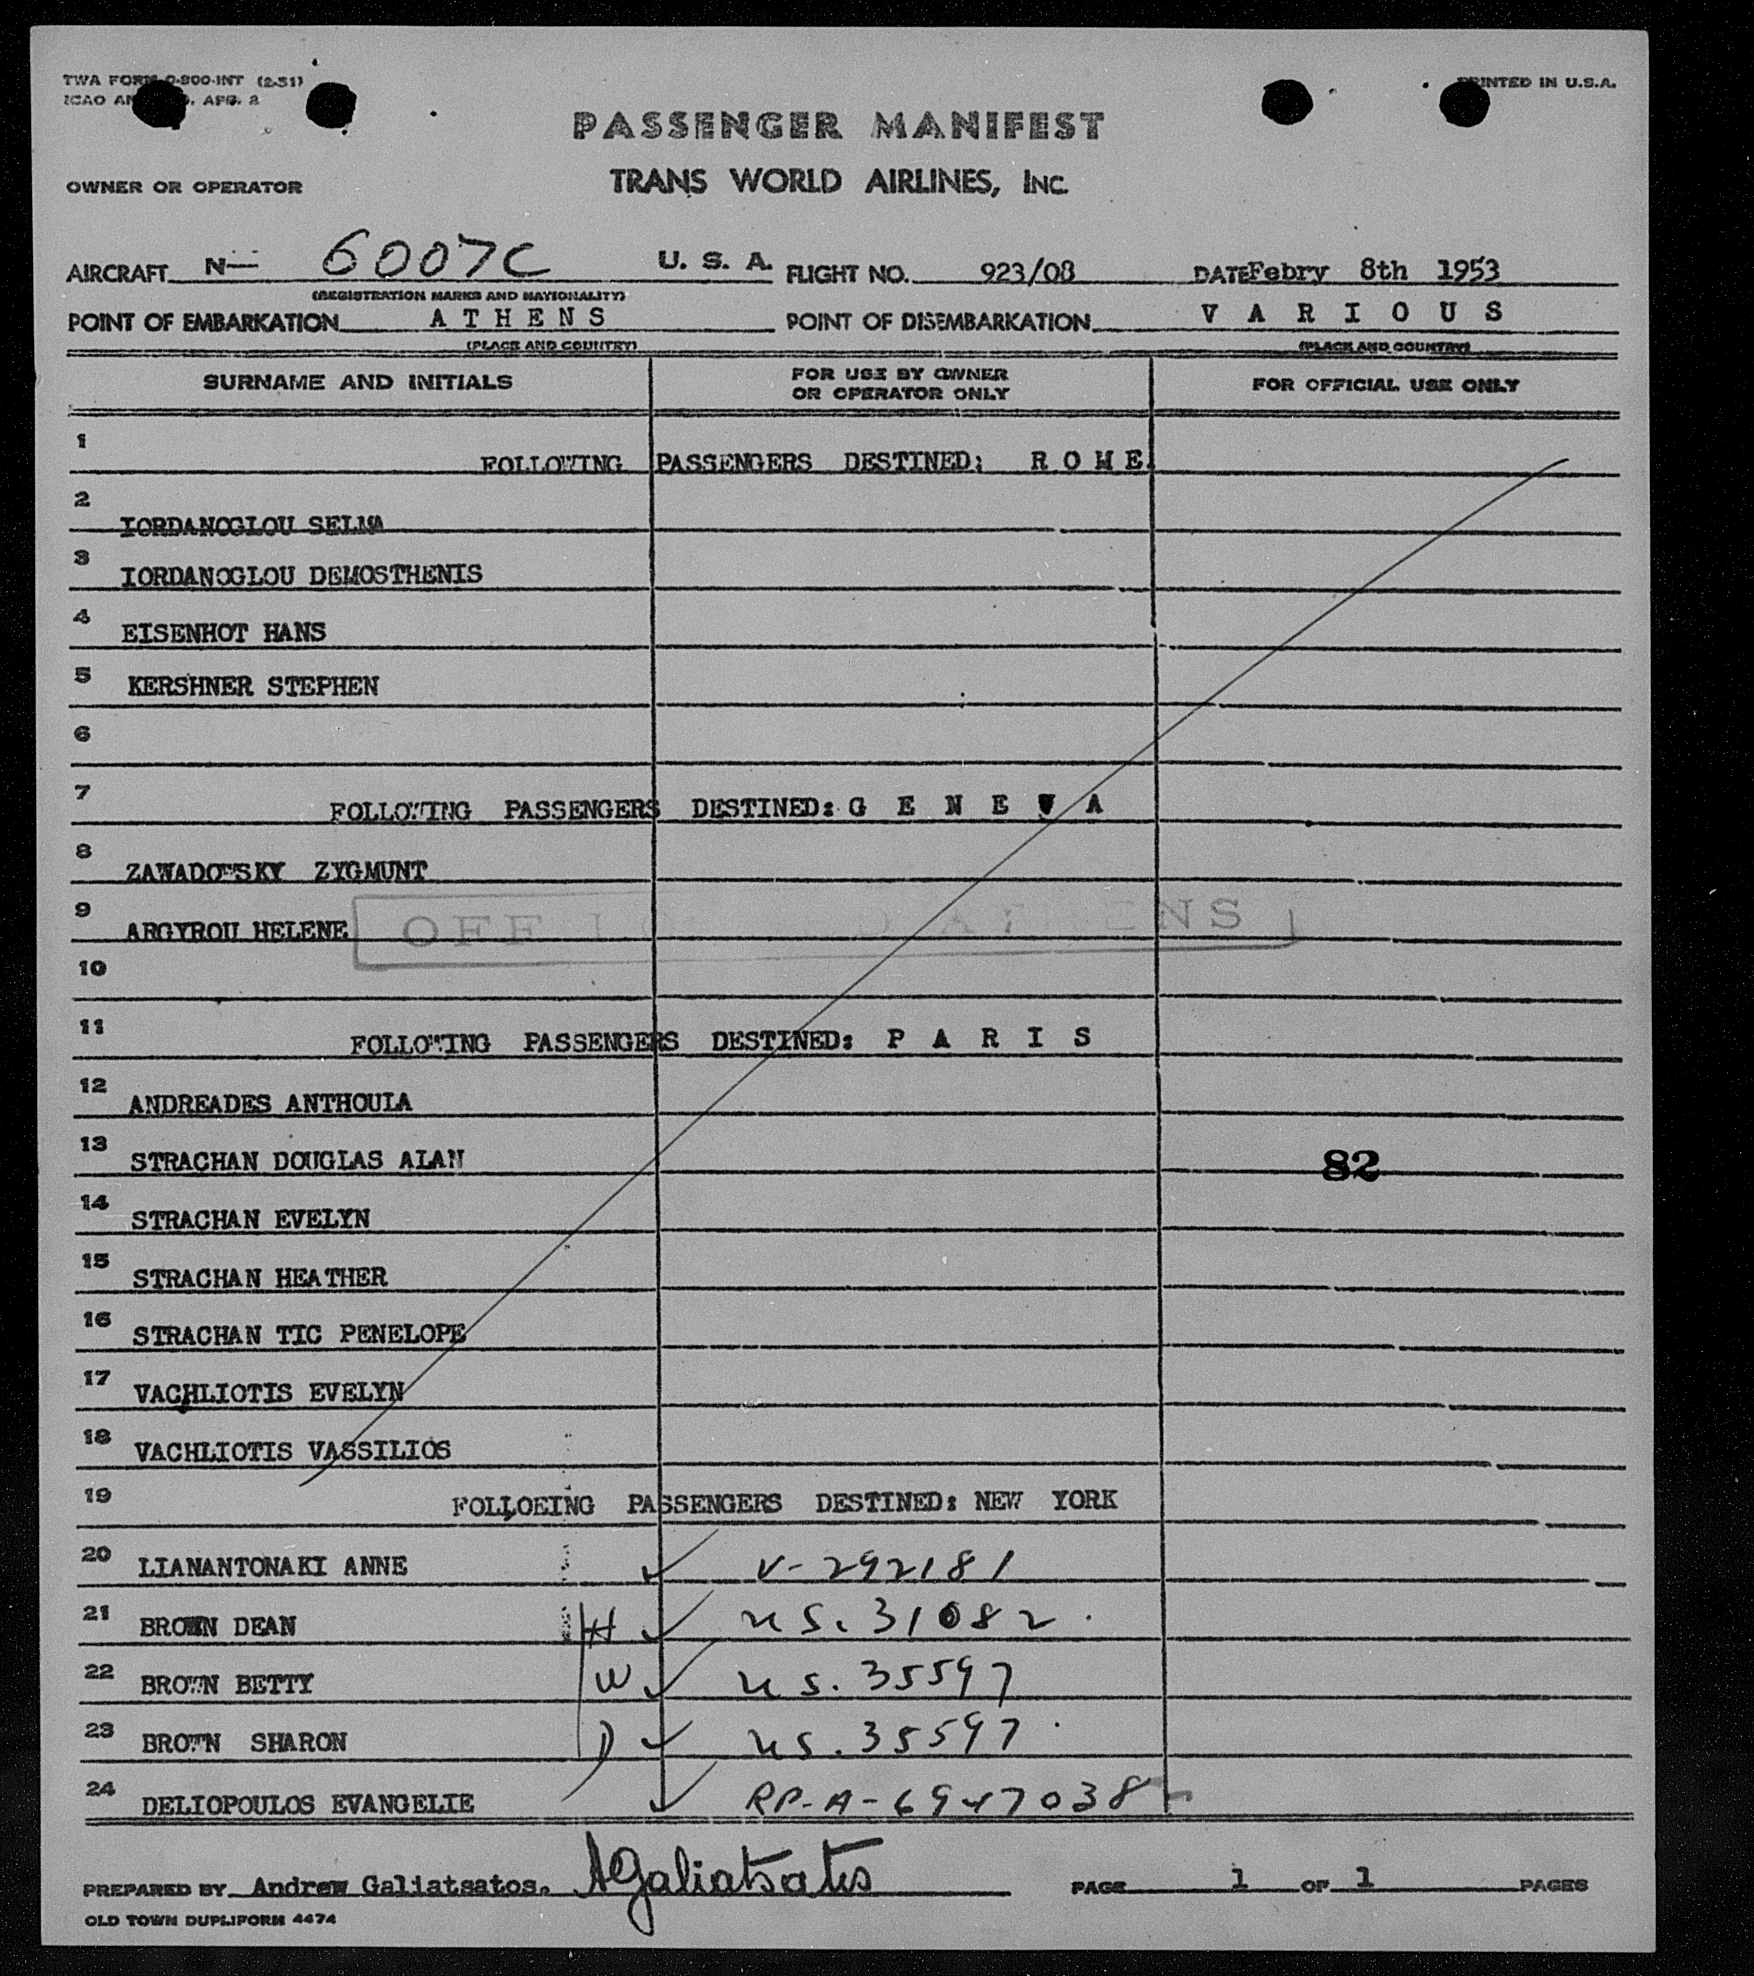 TWA FORM O-800-INT (2-51) PRINTED IN U.S.A.
ICAO APG. 2
PASSENGER MANIFEST
OWNER OR OPERATOR TRANS WORLD AIRLINES, INC.
AIRCRAFT N- 6007C U. S. A. FLIGHT NO. 923/08 DATE Febry 8th 1953
(REGISTRATION MARKS AND NATIONALITY)
POINT OF EMBARKATION A T H E N S POINT OF DISEMBARKATION V A R I O U S
(PLACE AND COUNTRY) (PLACE AND COUNTRY)
SURNAME AND INITIALS FOR USE BY OWNER OR OPERATOR ONLY FOR OFFICIAL USE ONLY
1 FOLLOWING PASSENGERS DESTINED: R O M E
2 IORDANOGLOU SELMA
3 IORDANOGLOU DEMOSTHENIS
4 EISENHOT HANS
5 KERSHNER STEPHEN
6
7 FOLLOWING PASSENGERS DESTINED: G E N E V A
8 ZAWADOWSKY ZYGMUNT
9 ARGYROU HELENE
10
11 FOLLOWING PASSENGERS DESTINED: P A R I S
12 ANDREADES ANTHOULA
13 STRACHAN DOUGLAS ALAN 82
14 STRACHAN EVELYN
15 STRACHAN HEATHER
16 STRACHAN TIC PENELOPE
17 VACHLIOTIS EVELYN
18 VACHLIOTIS VASSILIOS
19 FOLLOEING PASSENGERS DESTINED: NEW YORK
20 LIANANTONAKI ANNE ✓ V-292181
21 BROWN DEAN H ✓ US. 31082
22 BROWN BETTY W ✓ US. 35597
23 BROWN SHARON D ✓ US. 35597
24 DELIOPOULOS EVANGELIE ✓ RP-A-6947038
PREPARED BY Andrew Galiatsatos. AGaliatsatos PAGE 1 OF 1 PAGES
OLD TOWN DUPLIFORM 4474